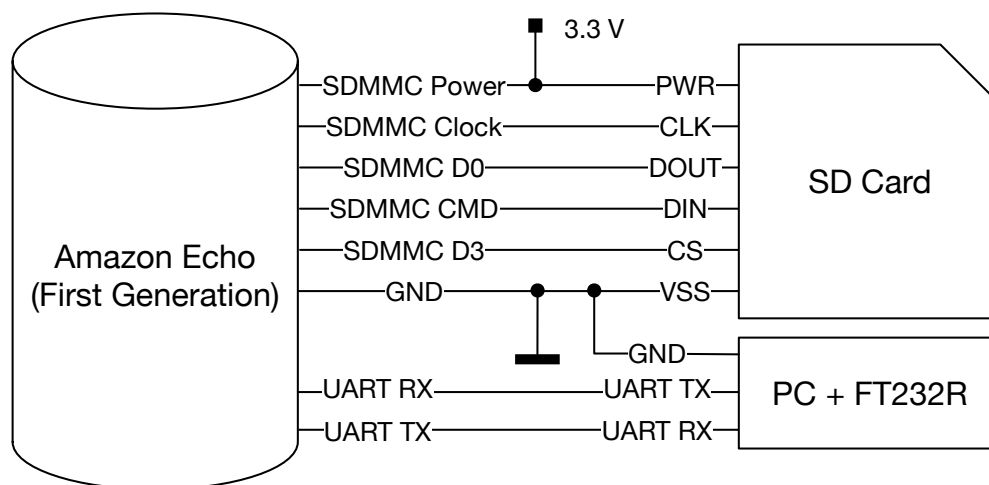 3.3 V
SDMMC Power PWR
SDMMC Clock CLK
SDMMC D0 DOUT
SDMMC CMD DIN
SDMMC D3 CS
GND VSS
GND
UART RX UART TX
UART TX UART RX
Amazon Echo
(First Generation)
SD Card
PC + FT232R